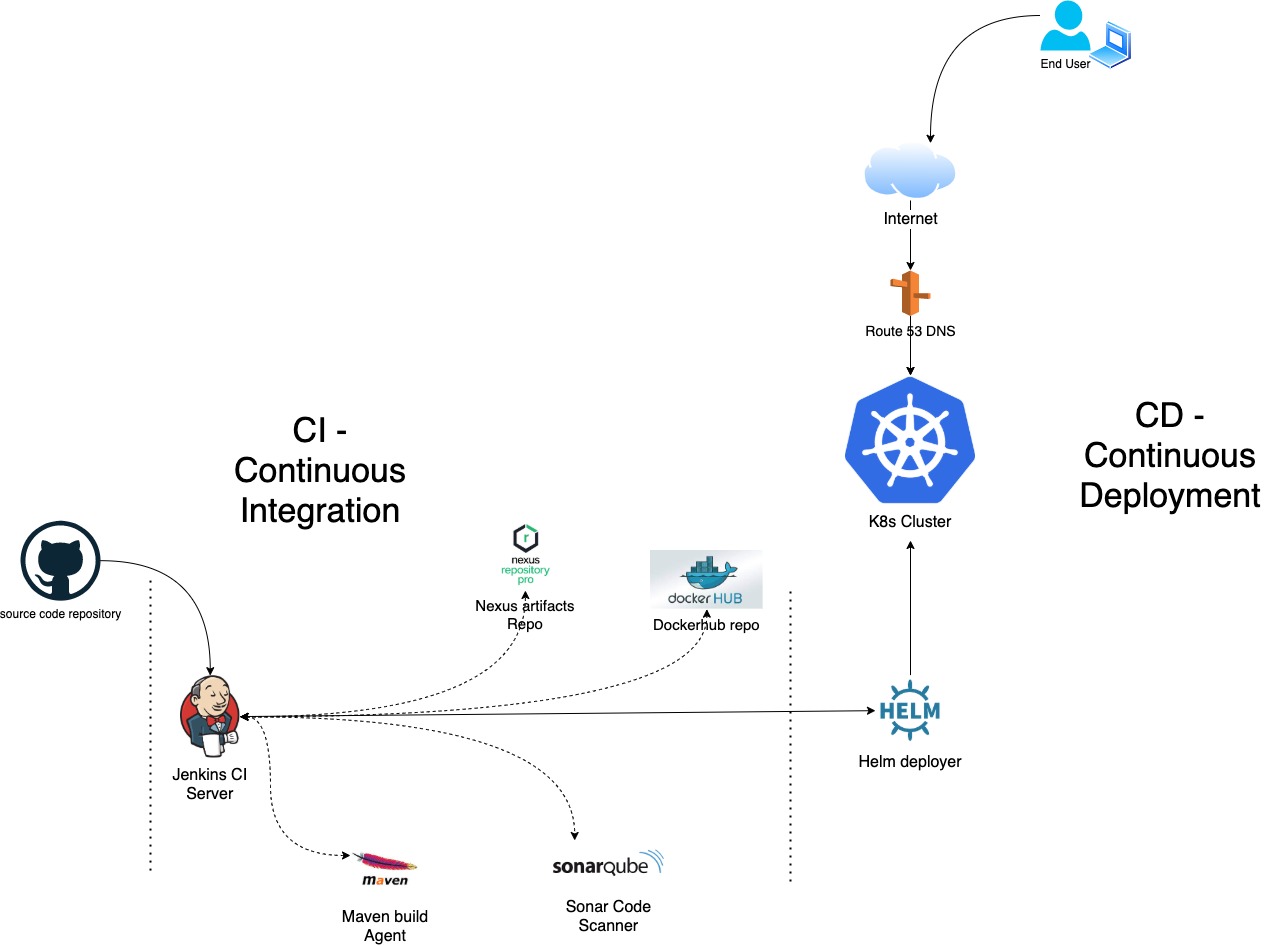 End User
Internet
Route 53 DNS
K8s Cluster
CI -
Continuous
Integration
CD -
Continuous
Deployment
source code repository
r
nexus
repository
pro
Nexus artifacts
Repo
docker HUB
Dockerhub repo
Jenkins CI
Server
HELM
Helm deployer
maven
Maven build
Agent
sonarqube
Sonar Code
Scanner